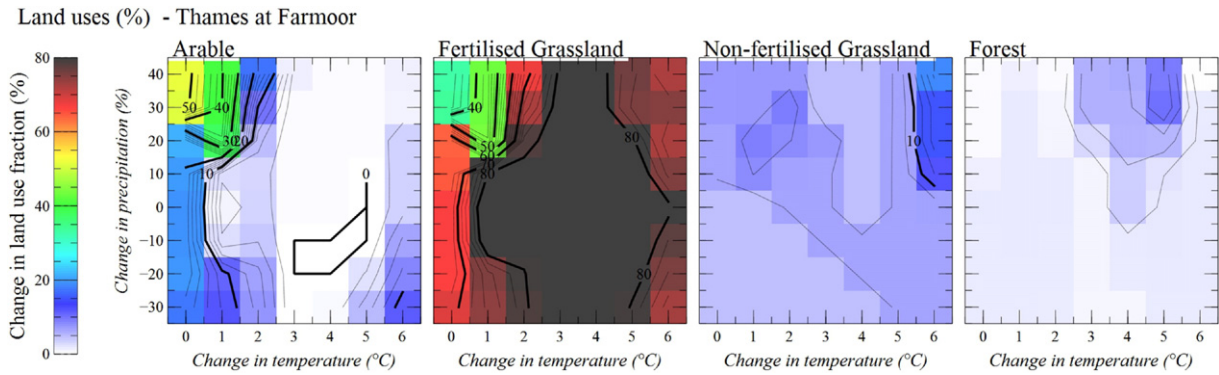 Land uses (%) - Thames at Farmoor
Arable
Fertilised Grassland
Non-fertilised Grassland
Forest
Change in land use fraction (%)
80
60
40
20
0
Change in precipitation (%)
40
30
20
10
0
−10
−20
−30
50 40
30 20
10
0
40
50
60
80
80
80
10
0 1 2 3 4 5 6
0 1 2 3 4 5 6
0 1 2 3 4 5 6
0 1 2 3 4 5 6
Change in temperature (°C)
Change in temperature (°C)
Change in temperature (°C)
Change in temperature (°C)